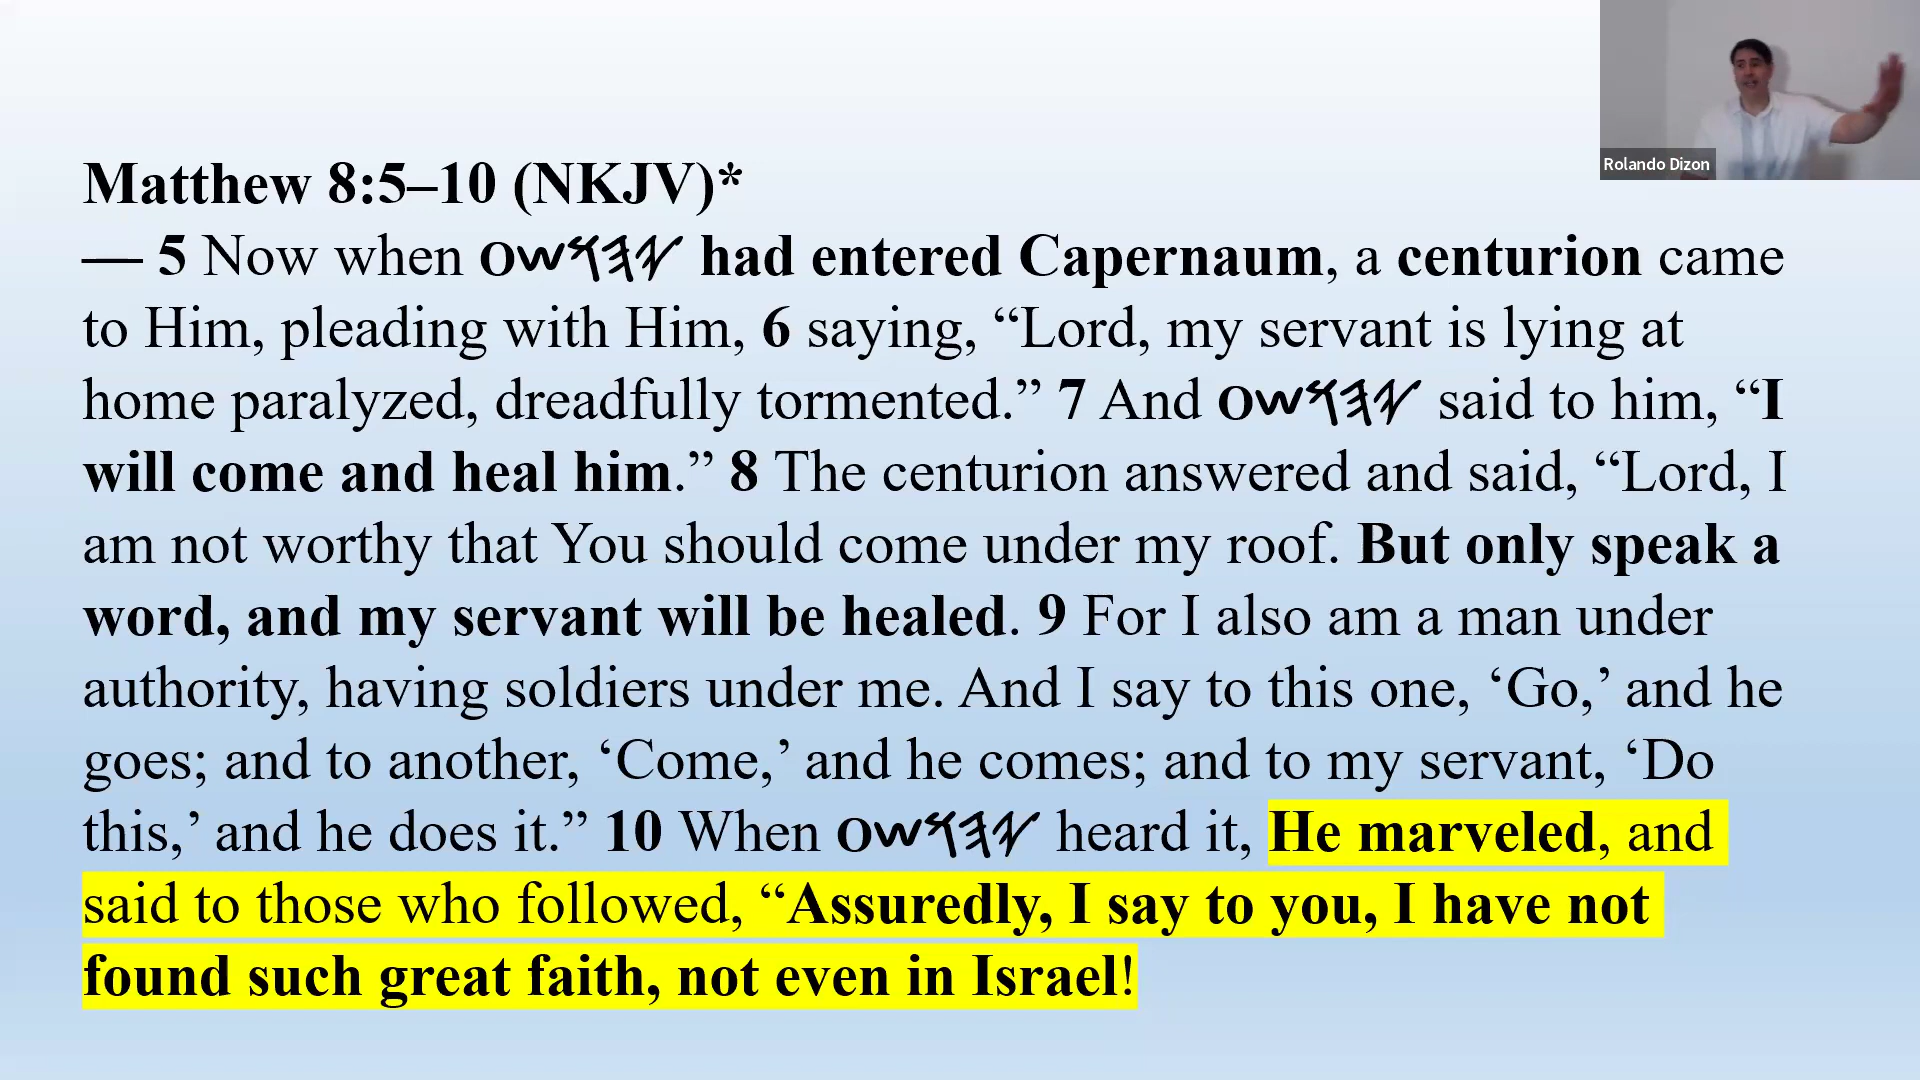 Rolando Dizon
Matthew 8:5–10 (NKJV)*
— 5 Now when 𐤉𐤄𐤅𐤔𐤏 had entered Capernaum, a centurion came
to Him, pleading with Him, 6 saying, “Lord, my servant is lying at
home paralyzed, dreadfully tormented.” 7 And 𐤉𐤄𐤅𐤔𐤏 said to him, “I
will come and heal him.” 8 The centurion answered and said, “Lord, I
am not worthy that You should come under my roof. But only speak a
word, and my servant will be healed. 9 For I also am a man under
authority, having soldiers under me. And I say to this one, ‘Go,’ and he
goes; and to another, ‘Come,’ and he comes; and to my servant, ‘Do
this,’ and he does it.” 10 When 𐤉𐤄𐤅𐤔𐤏 heard it, He marveled, and
said to those who followed, “Assuredly, I say to you, I have not
found such great faith, not even in Israel!